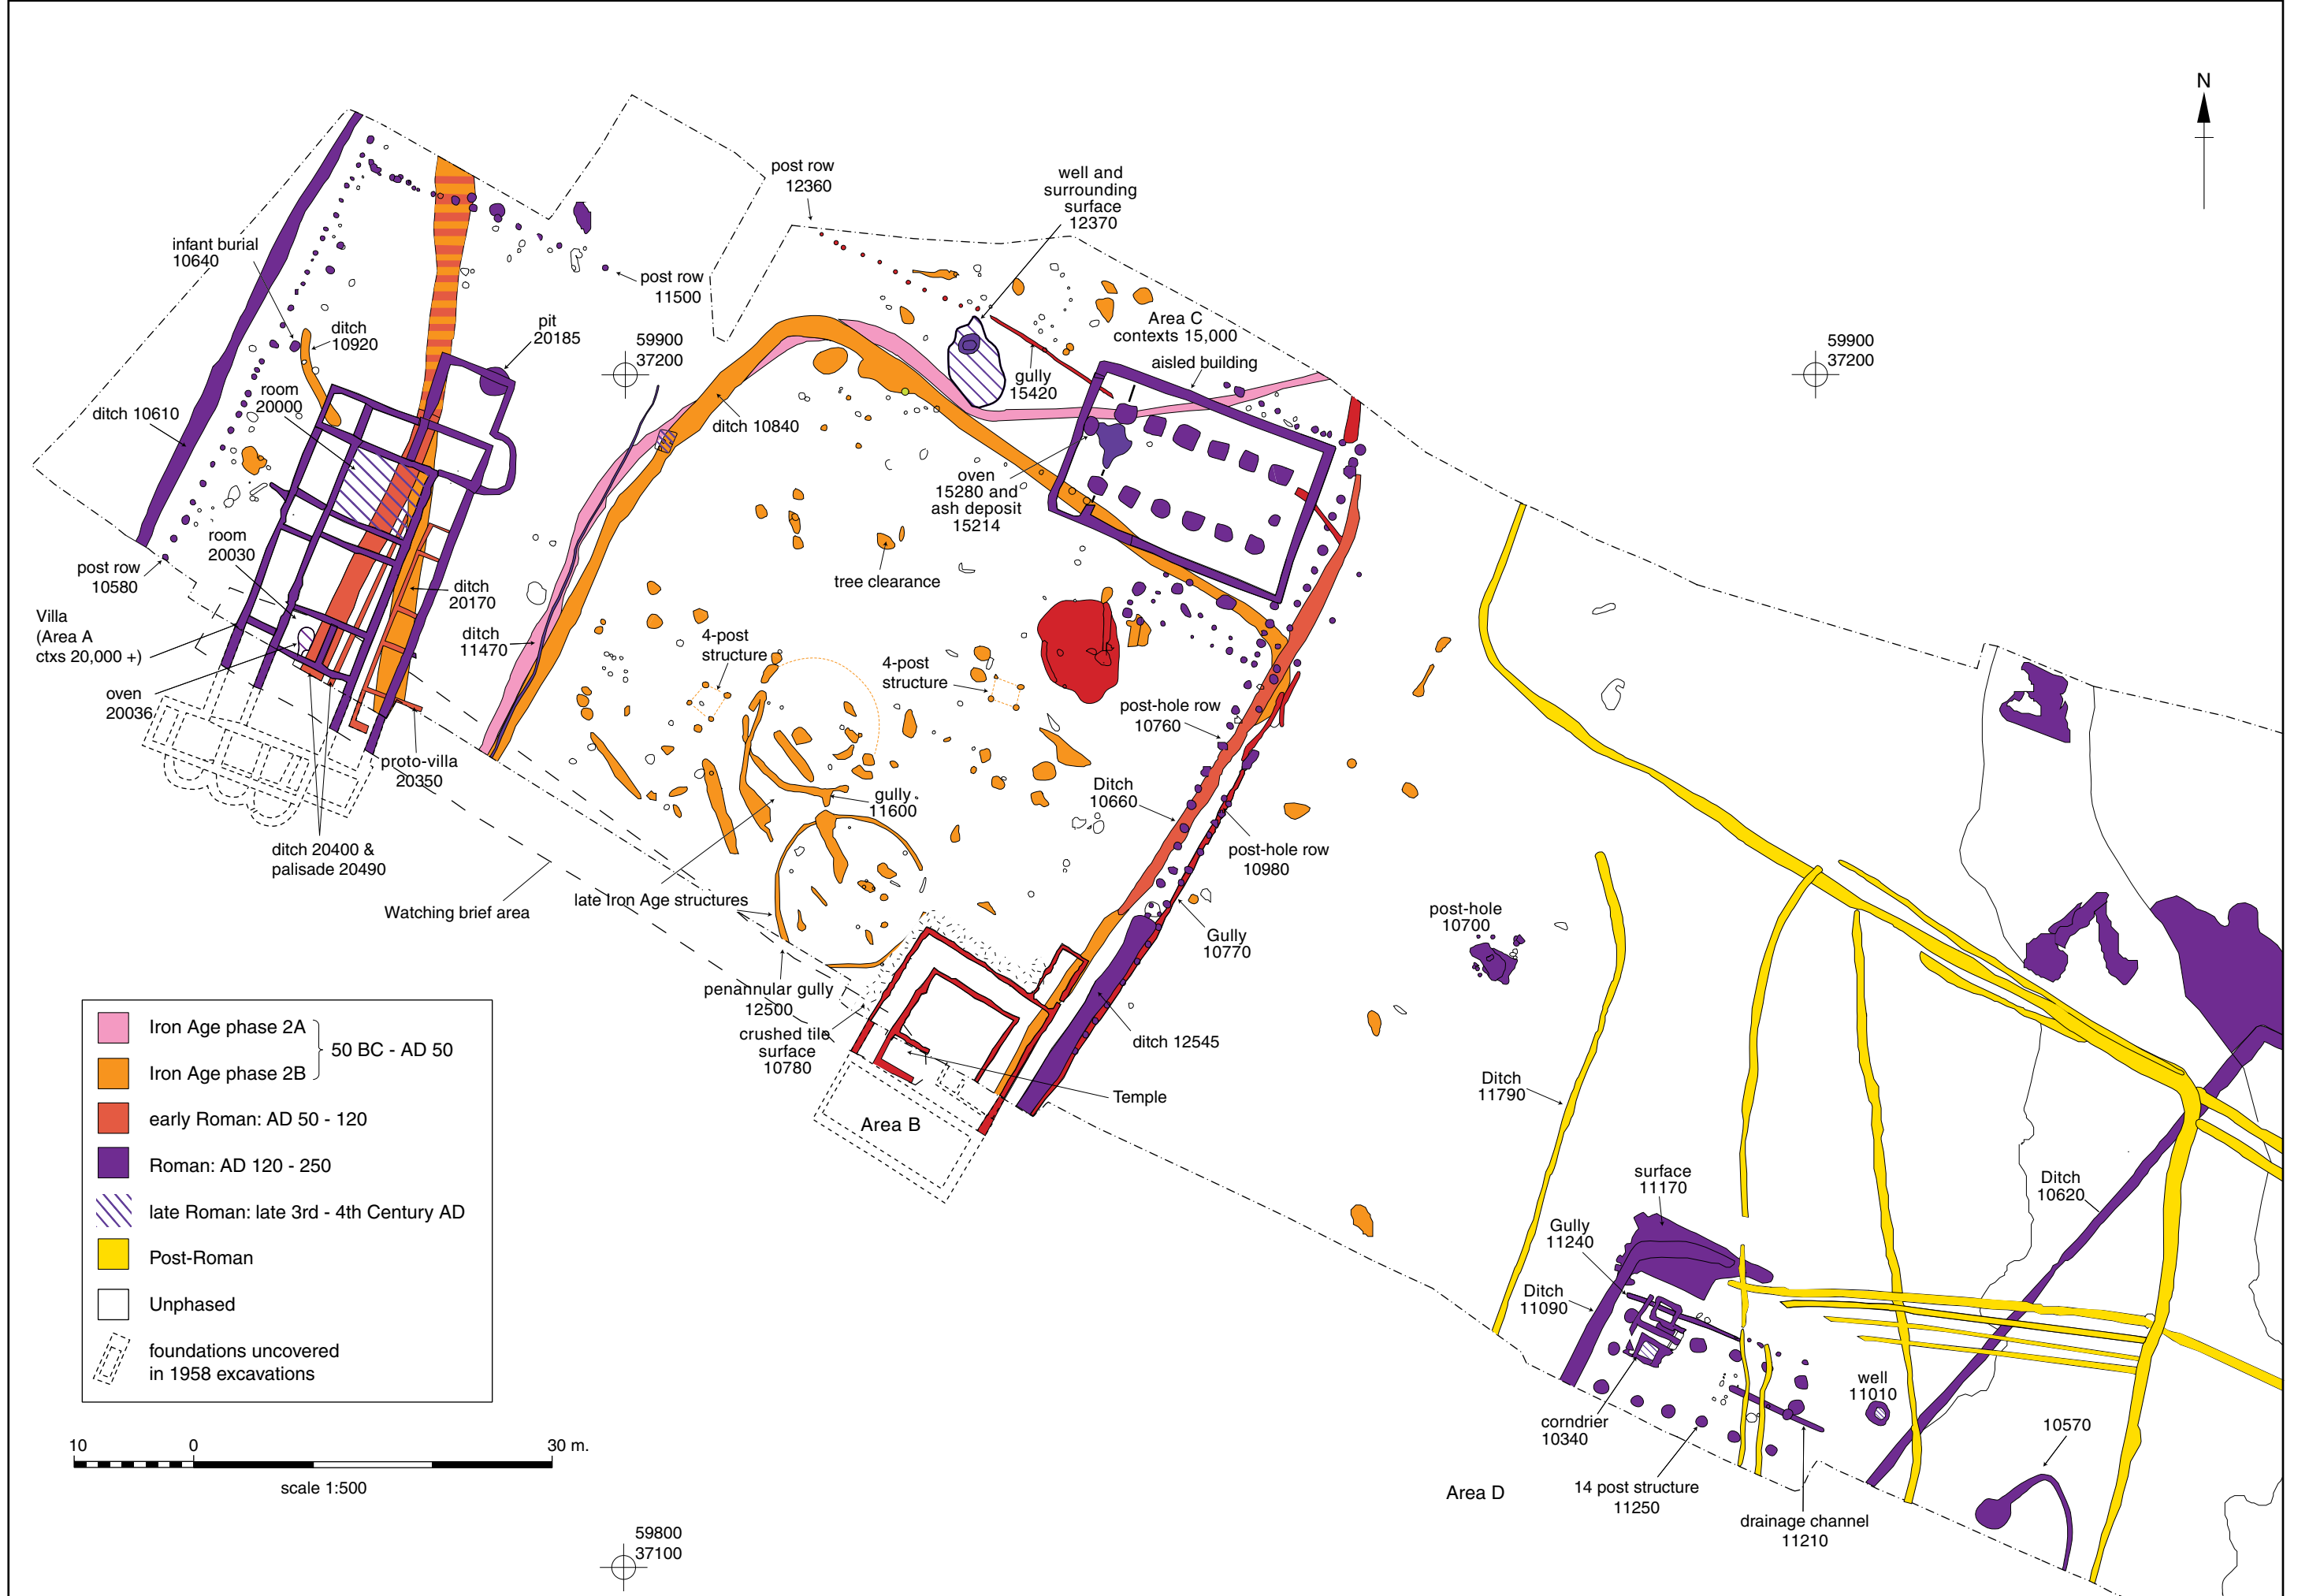 N
post row
12360
well and
surrounding
surface
12370
infant burial
10640
post row
11500
ditch
10920
pit
20185
59900
37200
Area C
contexts 15,000
aisled building
59900
37200
gully
15420
room
20000
ditch 10610
ditch 10840
oven
15280 and
ash deposit
15214
room
20030
post row
10580
tree clearance
ditch
20170
Villa
(Area A
ctxs 20,000 +)
ditch
11470
4-post
structure
4-post
structure
oven
20036
post-hole row
10760
proto-villa
20350
Ditch
10660
gully
11600
ditch 20400 &
palisade 20490
post-hole row
10980
Watching brief area
late Iron Age structures
post-hole
10700
Gully
10770
penannular gully
12500
crushed tile
surface
10780
ditch 12545
Temple
Area B
Ditch
11790
surface
11170
Ditch
10620
Gully
11240
Ditch
11090
well
11010
corndrier
10340
10570
14 post structure
11250
Area D
drainage channel
11210
Iron Age phase 2A
50 BC - AD 50
Iron Age phase 2B
early Roman: AD 50 - 120
Roman: AD 120 - 250
late Roman: late 3rd - 4th Century AD
Post-Roman
Unphased
foundations uncovered
in 1958 excavations
10 0 30 m.
scale 1:500
59800
37100